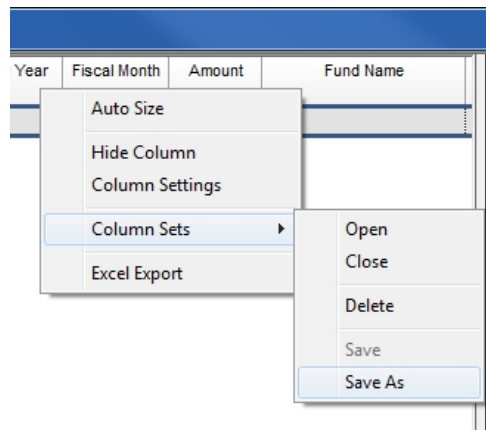 Year Fiscal Month Amount Fund Name
Auto Size
Hide Column
Column Settings
Column Sets
Excel Export
Open
Close
Delete
Save
Save As